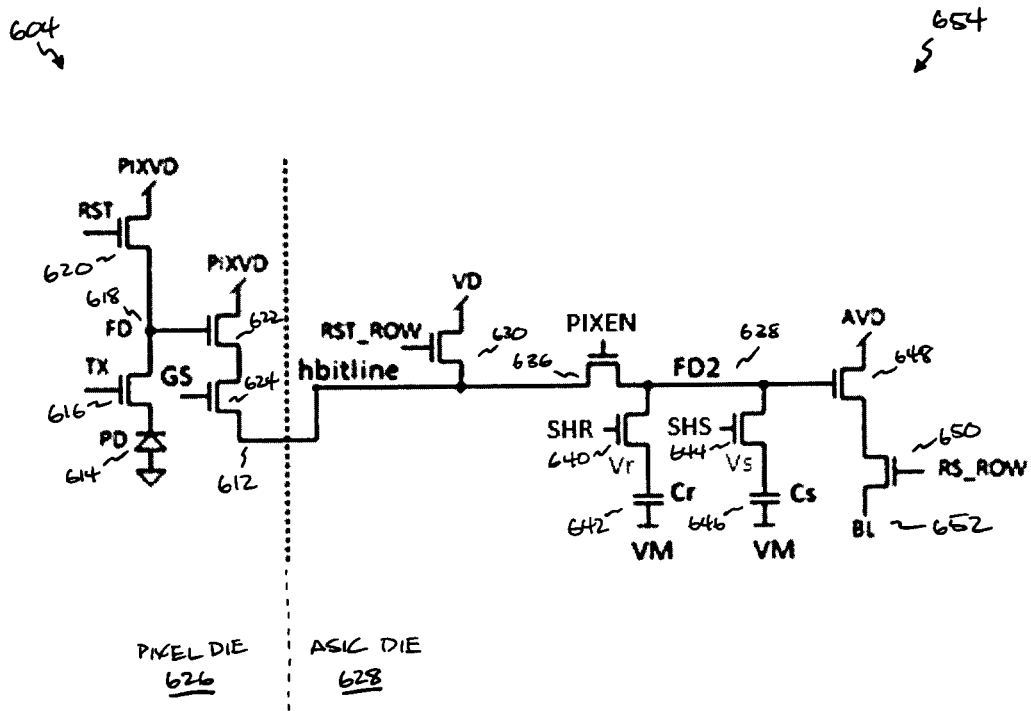 604
654
PIXVD
RST
620
PIXVD
618
FD
622
TX
GS
624
616
PD
614
612
hbitline
RST_ROW
VD
630
PIXEN
636
FD2
638
AVD
648
SHR
640
Vr
SHS
644
Vs
650
RS_ROW
642
Cr
646
Cs
VM
VM
BL
652
PIXEL DIE
626
ASIC DIE
628